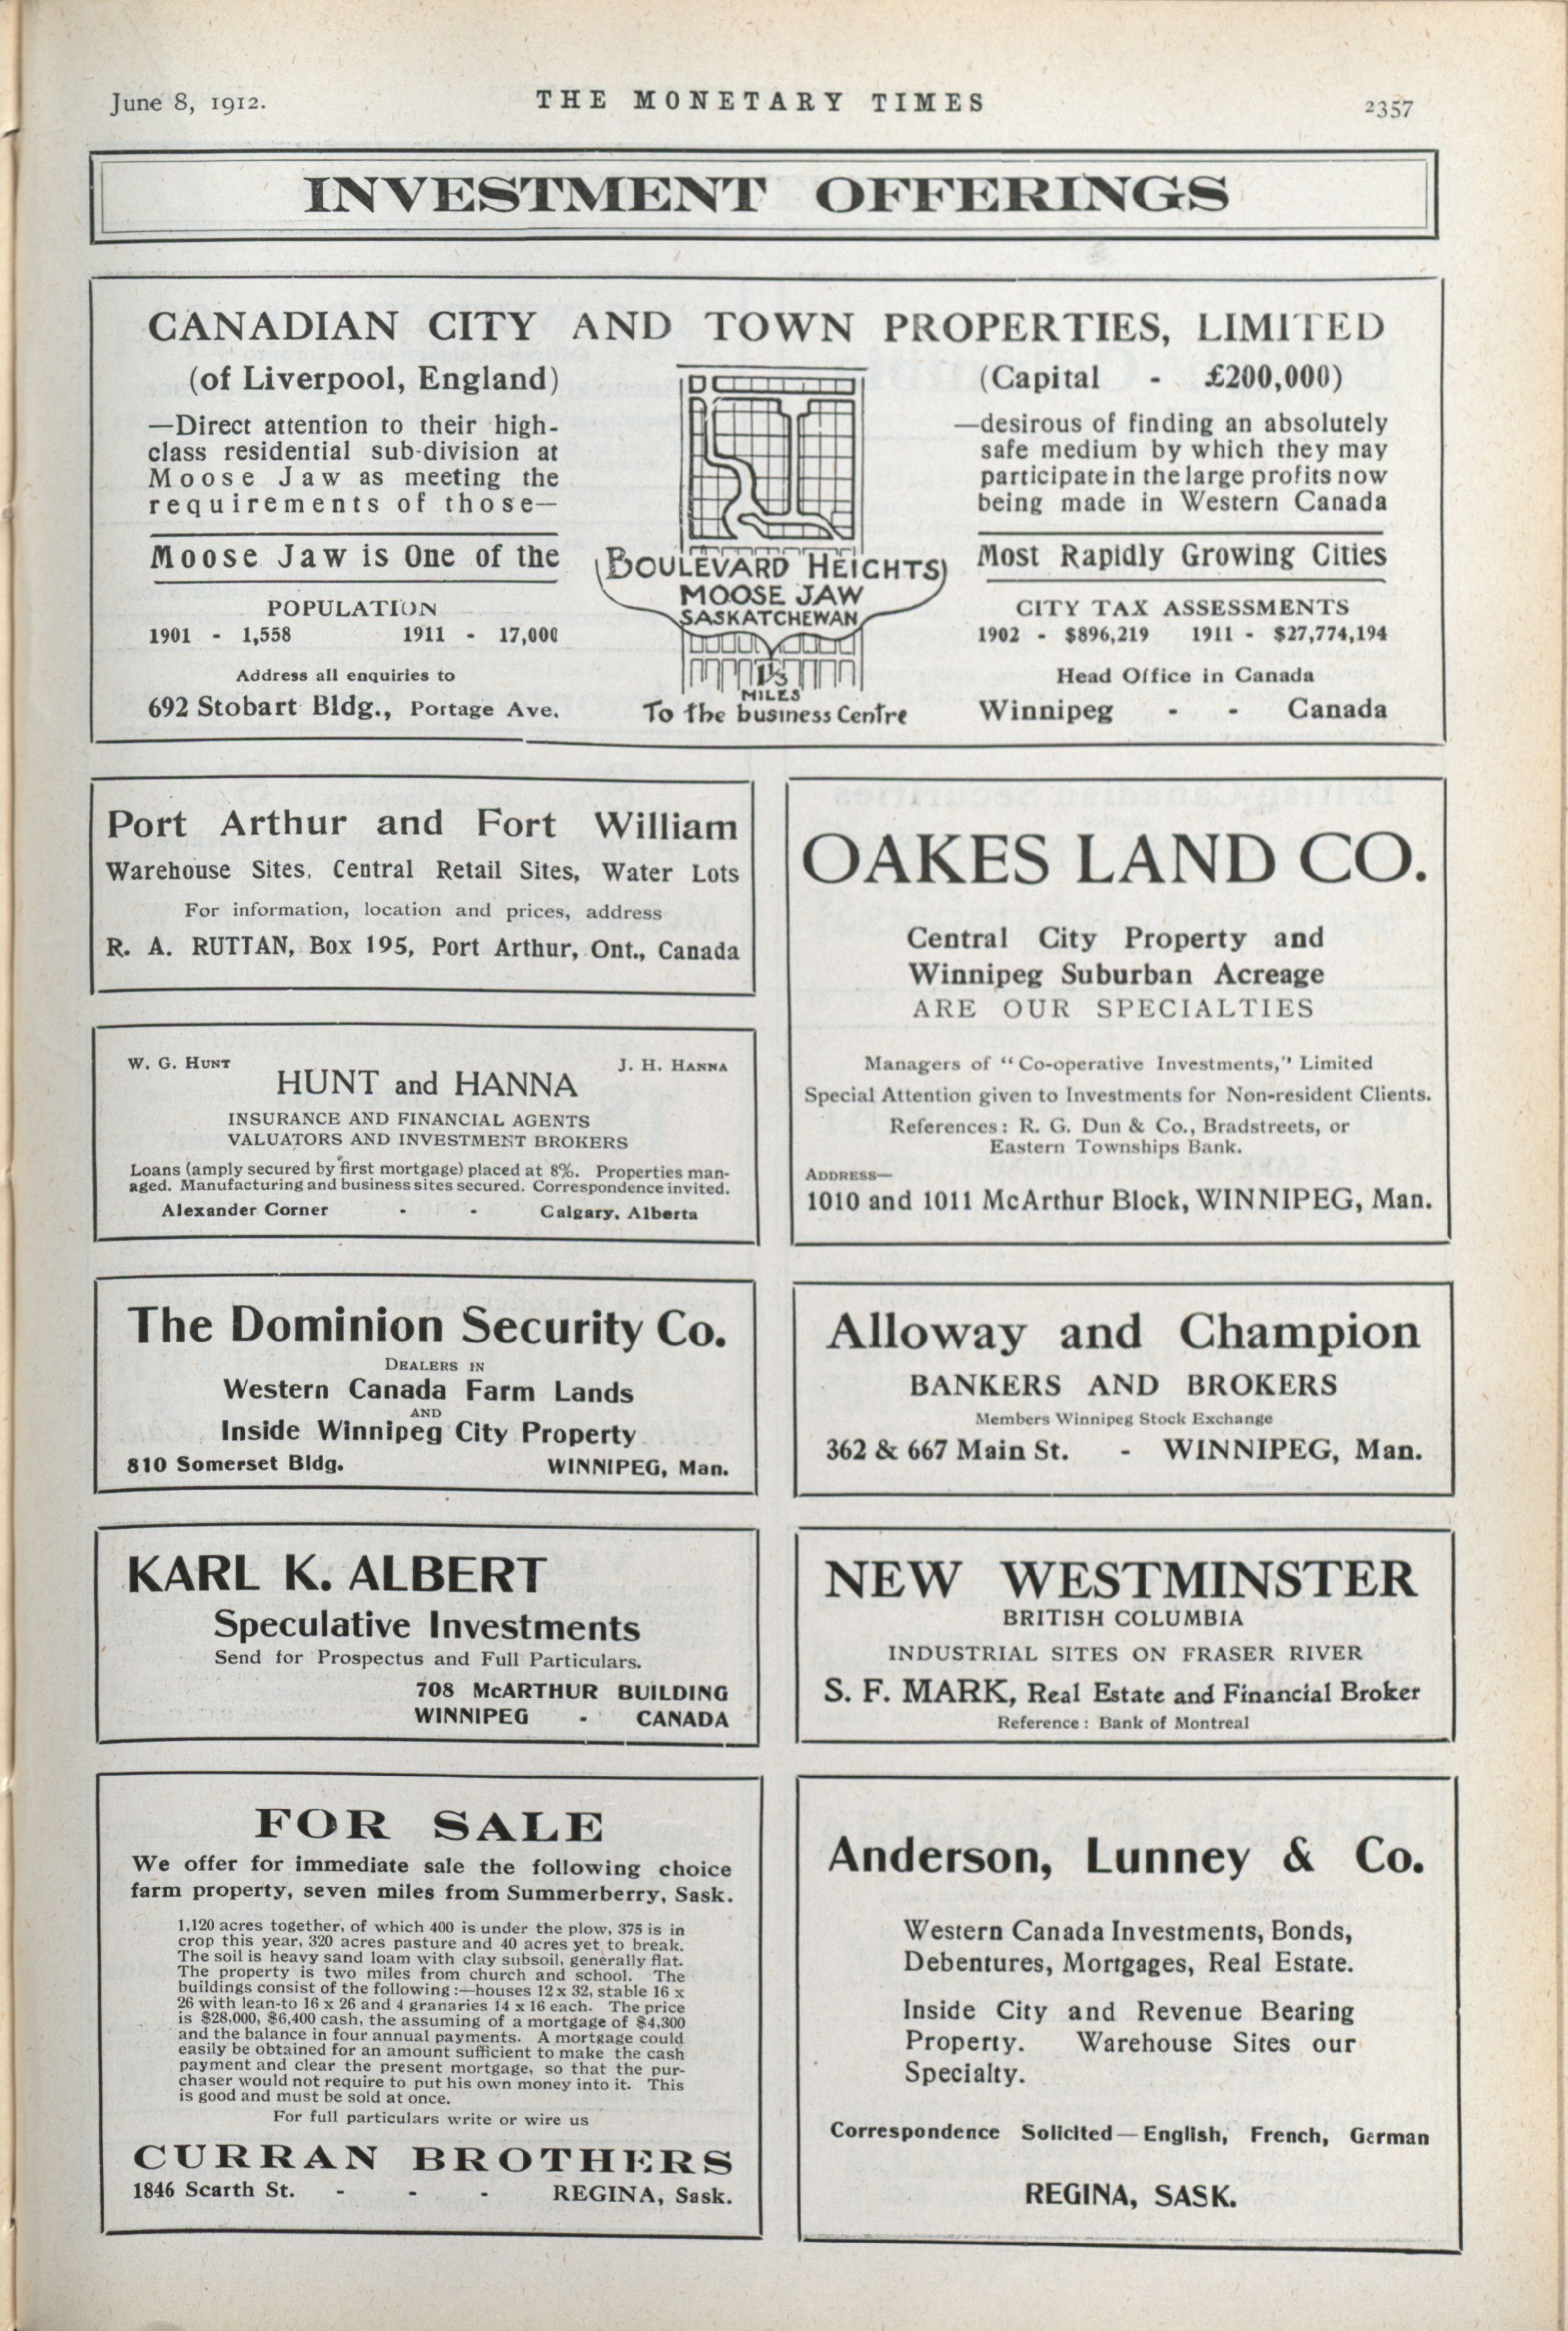 June 8, 1912.
THE MONETARY TIMES
2357
INVESTMENT OFFERINGS
CANADIAN CITY AND TOWN PROPERTIES, LIMITED
(of Liverpool, England)
—Direct attention to their high-
class residential sub-division at
Moose Jaw as meeting the
requirements of those—
Moose Jaw is One of the
POPULATION
1901 - 1,558 1911 - 17,000
Address all enquiries to
692 Stobart Bldg., Portage Ave.
BOULEVARD HEIGHTS
MOOSE JAW
SASKATCHEWAN
MILES
To the business Centre
(Capital - £200,000)
—desirous of finding an absolutely
safe medium by which they may
participate in the large profits now
being made in Western Canada
Most Rapidly Growing Cities
CITY TAX ASSESSMENTS
1902 - $896,219 1911 - $27,774,194
Head Office in Canada
Winnipeg - - Canada
Port Arthur and Fort William
Warehouse Sites, Central Retail Sites, Water Lots
For information, location and prices, address
R. A. RUTTAN, Box 195, Port Arthur, Ont., Canada
W. G. HUNT
J. H. HANNA
HUNT and HANNA
INSURANCE AND FINANCIAL AGENTS
VALUATORS AND INVESTMENT BROKERS
Loans (amply secured by first mortgage) placed at 8%. Properties man-
aged. Manufacturing and business sites secured. Correspondence invited.
Alexander Corner - - Calgary, Alberta
OAKES LAND CO.
Central City Property and
Winnipeg Suburban Acreage
ARE OUR SPECIALTIES
Managers of "Co-operative Investments," Limited
Special Attention given to Investments for Non-resident Clients.
References: R. G. Dun & Co., Bradstreets, or
Eastern Townships Bank.
ADDRESS—
1010 and 1011 McArthur Block, WINNIPEG, Man.
The Dominion Security Co.
DEALERS IN
Western Canada Farm Lands
AND
Inside Winnipeg City Property
810 Somerset Bldg. WINNIPEG, Man.
Alloway and Champion
BANKERS AND BROKERS
Members Winnipeg Stock Exchange
362 & 667 Main St. - WINNIPEG, Man.
KARL K. ALBERT
Speculative Investments
Send for Prospectus and Full Particulars.
708 McARTHUR BUILDING
WINNIPEG - CANADA
NEW WESTMINSTER
BRITISH COLUMBIA
INDUSTRIAL SITES ON FRASER RIVER
S. F. MARK, Real Estate and Financial Broker
Reference: Bank of Montreal
FOR SALE
We offer for immediate sale the following choice
farm property, seven miles from Summerberry, Sask.
1,120 acres together, of which 400 is under the plow, 375 is in
crop this year, 320 acres pasture and 40 acres yet to break.
The soil is heavy sand loam with clay subsoil, generally flat.
The property is two miles from church and school. The
buildings consist of the following:—houses 12 x 32, stable 16 x
26 with lean-to 16 x 26 and 4 granaries 14 x 16 each. The price
is $28,000, $6,400 cash, the assuming of a mortgage of $4,300
and the balance in four annual payments. A mortgage could
easily be obtained for an amount sufficient to make the cash
payment and clear the present mortgage, so that the pur-
chaser would not require to put his own money into it. This
is good and must be sold at once.
For full particulars write or wire us
CURRAN BROTHERS
1846 Scarth St. - - - REGINA, Sask.
Anderson, Lunney & Co.
Western Canada Investments, Bonds,
Debentures, Mortgages, Real Estate.
Inside City and Revenue Bearing
Property. Warehouse Sites our
Specialty.
Correspondence Solicited—English, French, German
REGINA, SASK.